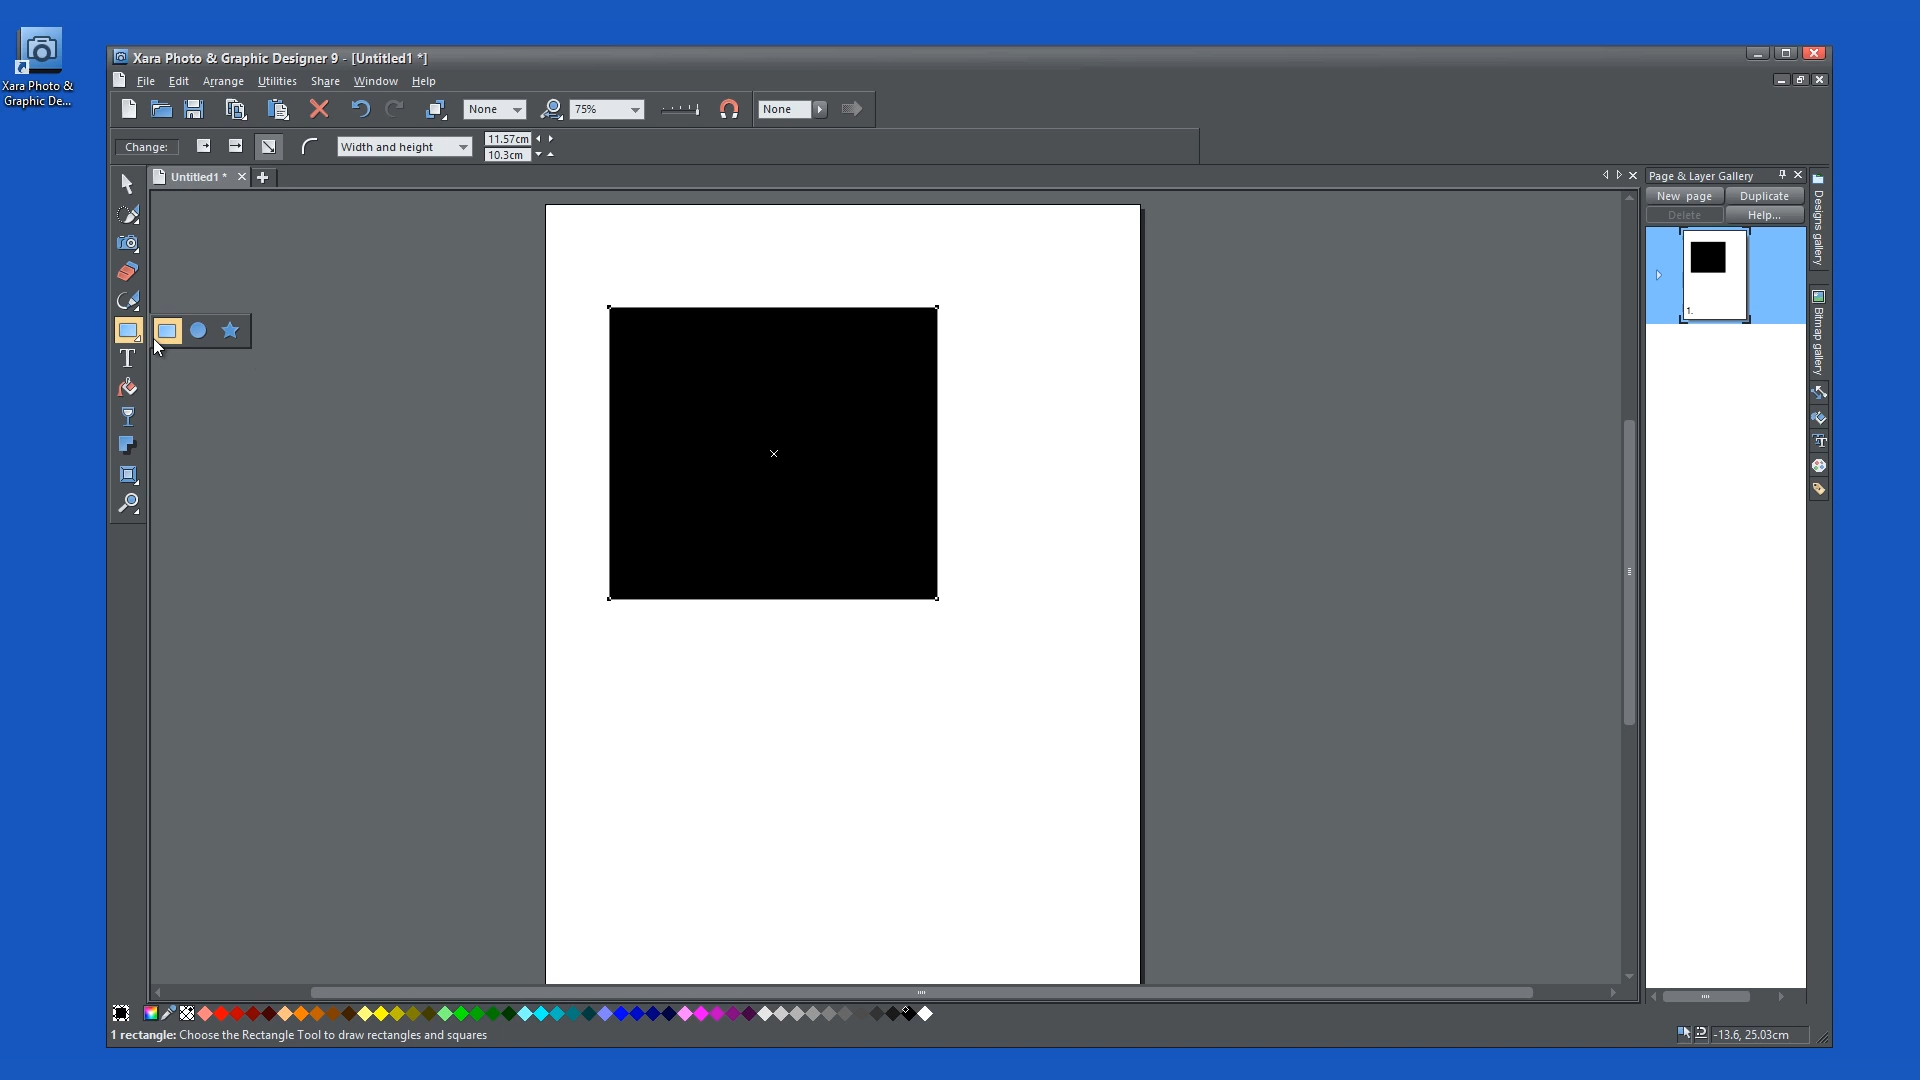 Xara Photo &
Graphic De...
Xara Photo & Graphic Designer 9 - [Untitled1 *]
File Edit Arrange Utilities Share Window Help
None 75% None
Change: Width and height 11.57cm
10.3cm
Untitled1 *
Page & Layer Gallery
New page Duplicate
Delete Help...
1.
Designs gallery
Bitmap gallery
1 rectangle: Choose the Rectangle Tool to draw rectangles and squares
-13.6, 25.03cm